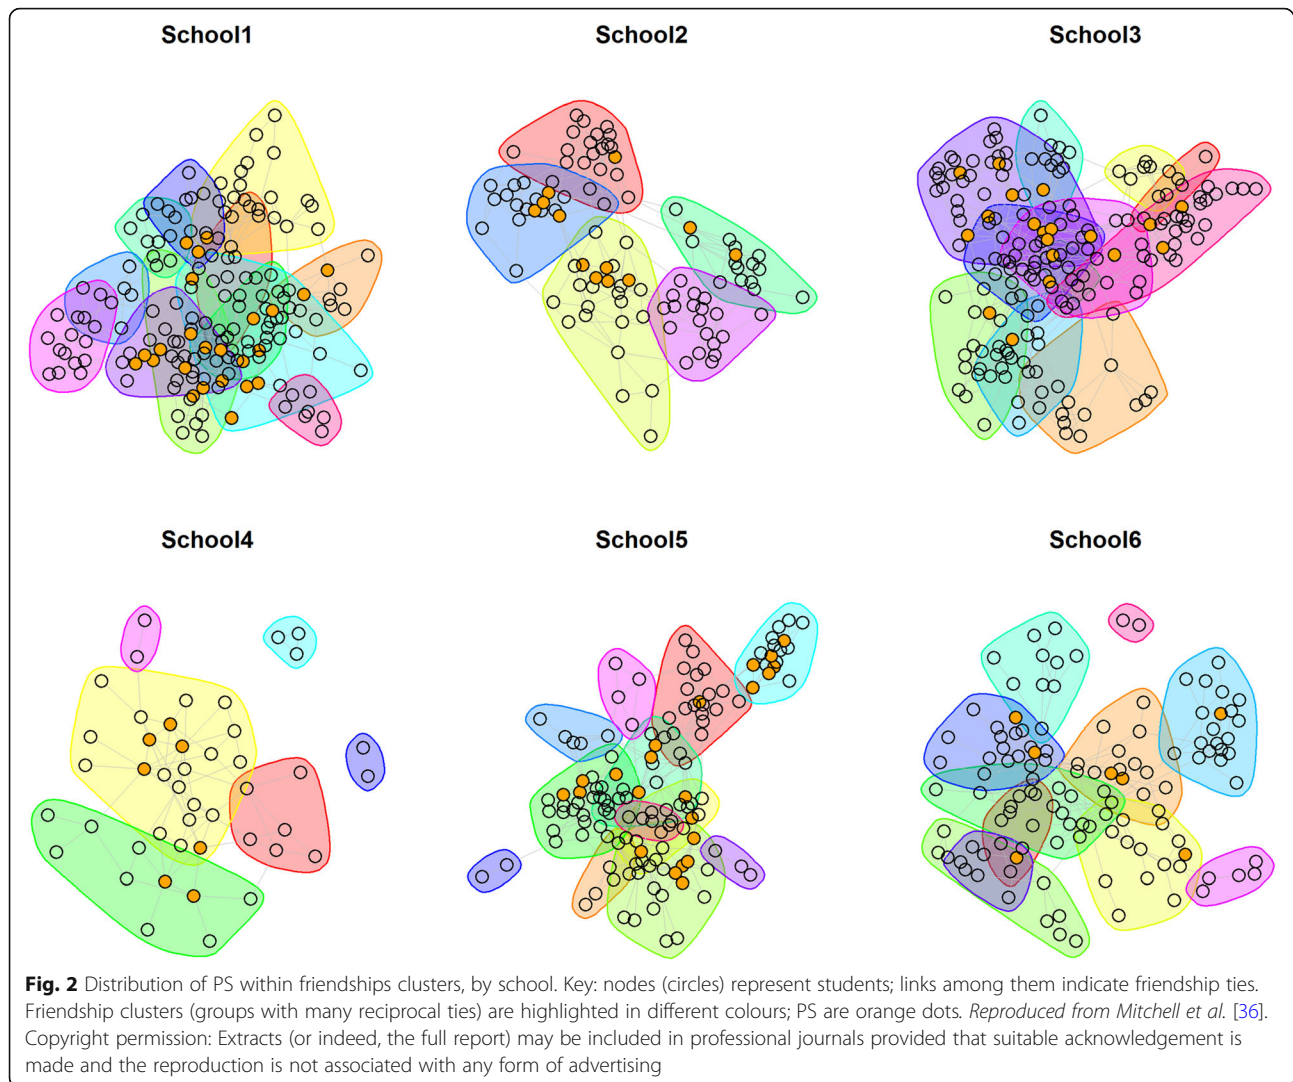 School1
School2
School3
School4
School5
School6
Fig. 2 Distribution of PS within friendships clusters, by school. Key: nodes (circles) represent students; links among them indicate friendship ties.
Friendship clusters (groups with many reciprocal ties) are highlighted in different colours; PS are orange dots. Reproduced from Mitchell et al. [36].
Copyright permission: Extracts (or indeed, the full report) may be included in professional journals provided that suitable acknowledgement is
made and the reproduction is not associated with any form of advertising